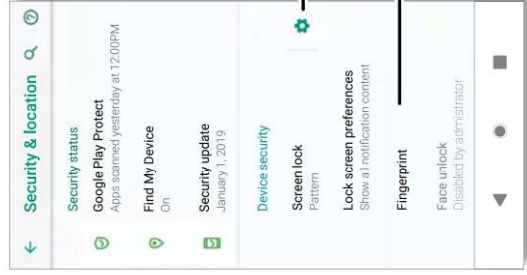 Security & location
Security status
Google Play Protect
Apps scanned yesterday at 12:00PM
Find My Device
On
Security update
January 1, 2019
Device security
Screen lock
Pattern
Lock screen preferences
Show al notification content
Fingerprint
Face unlock
Disabled by admistrator